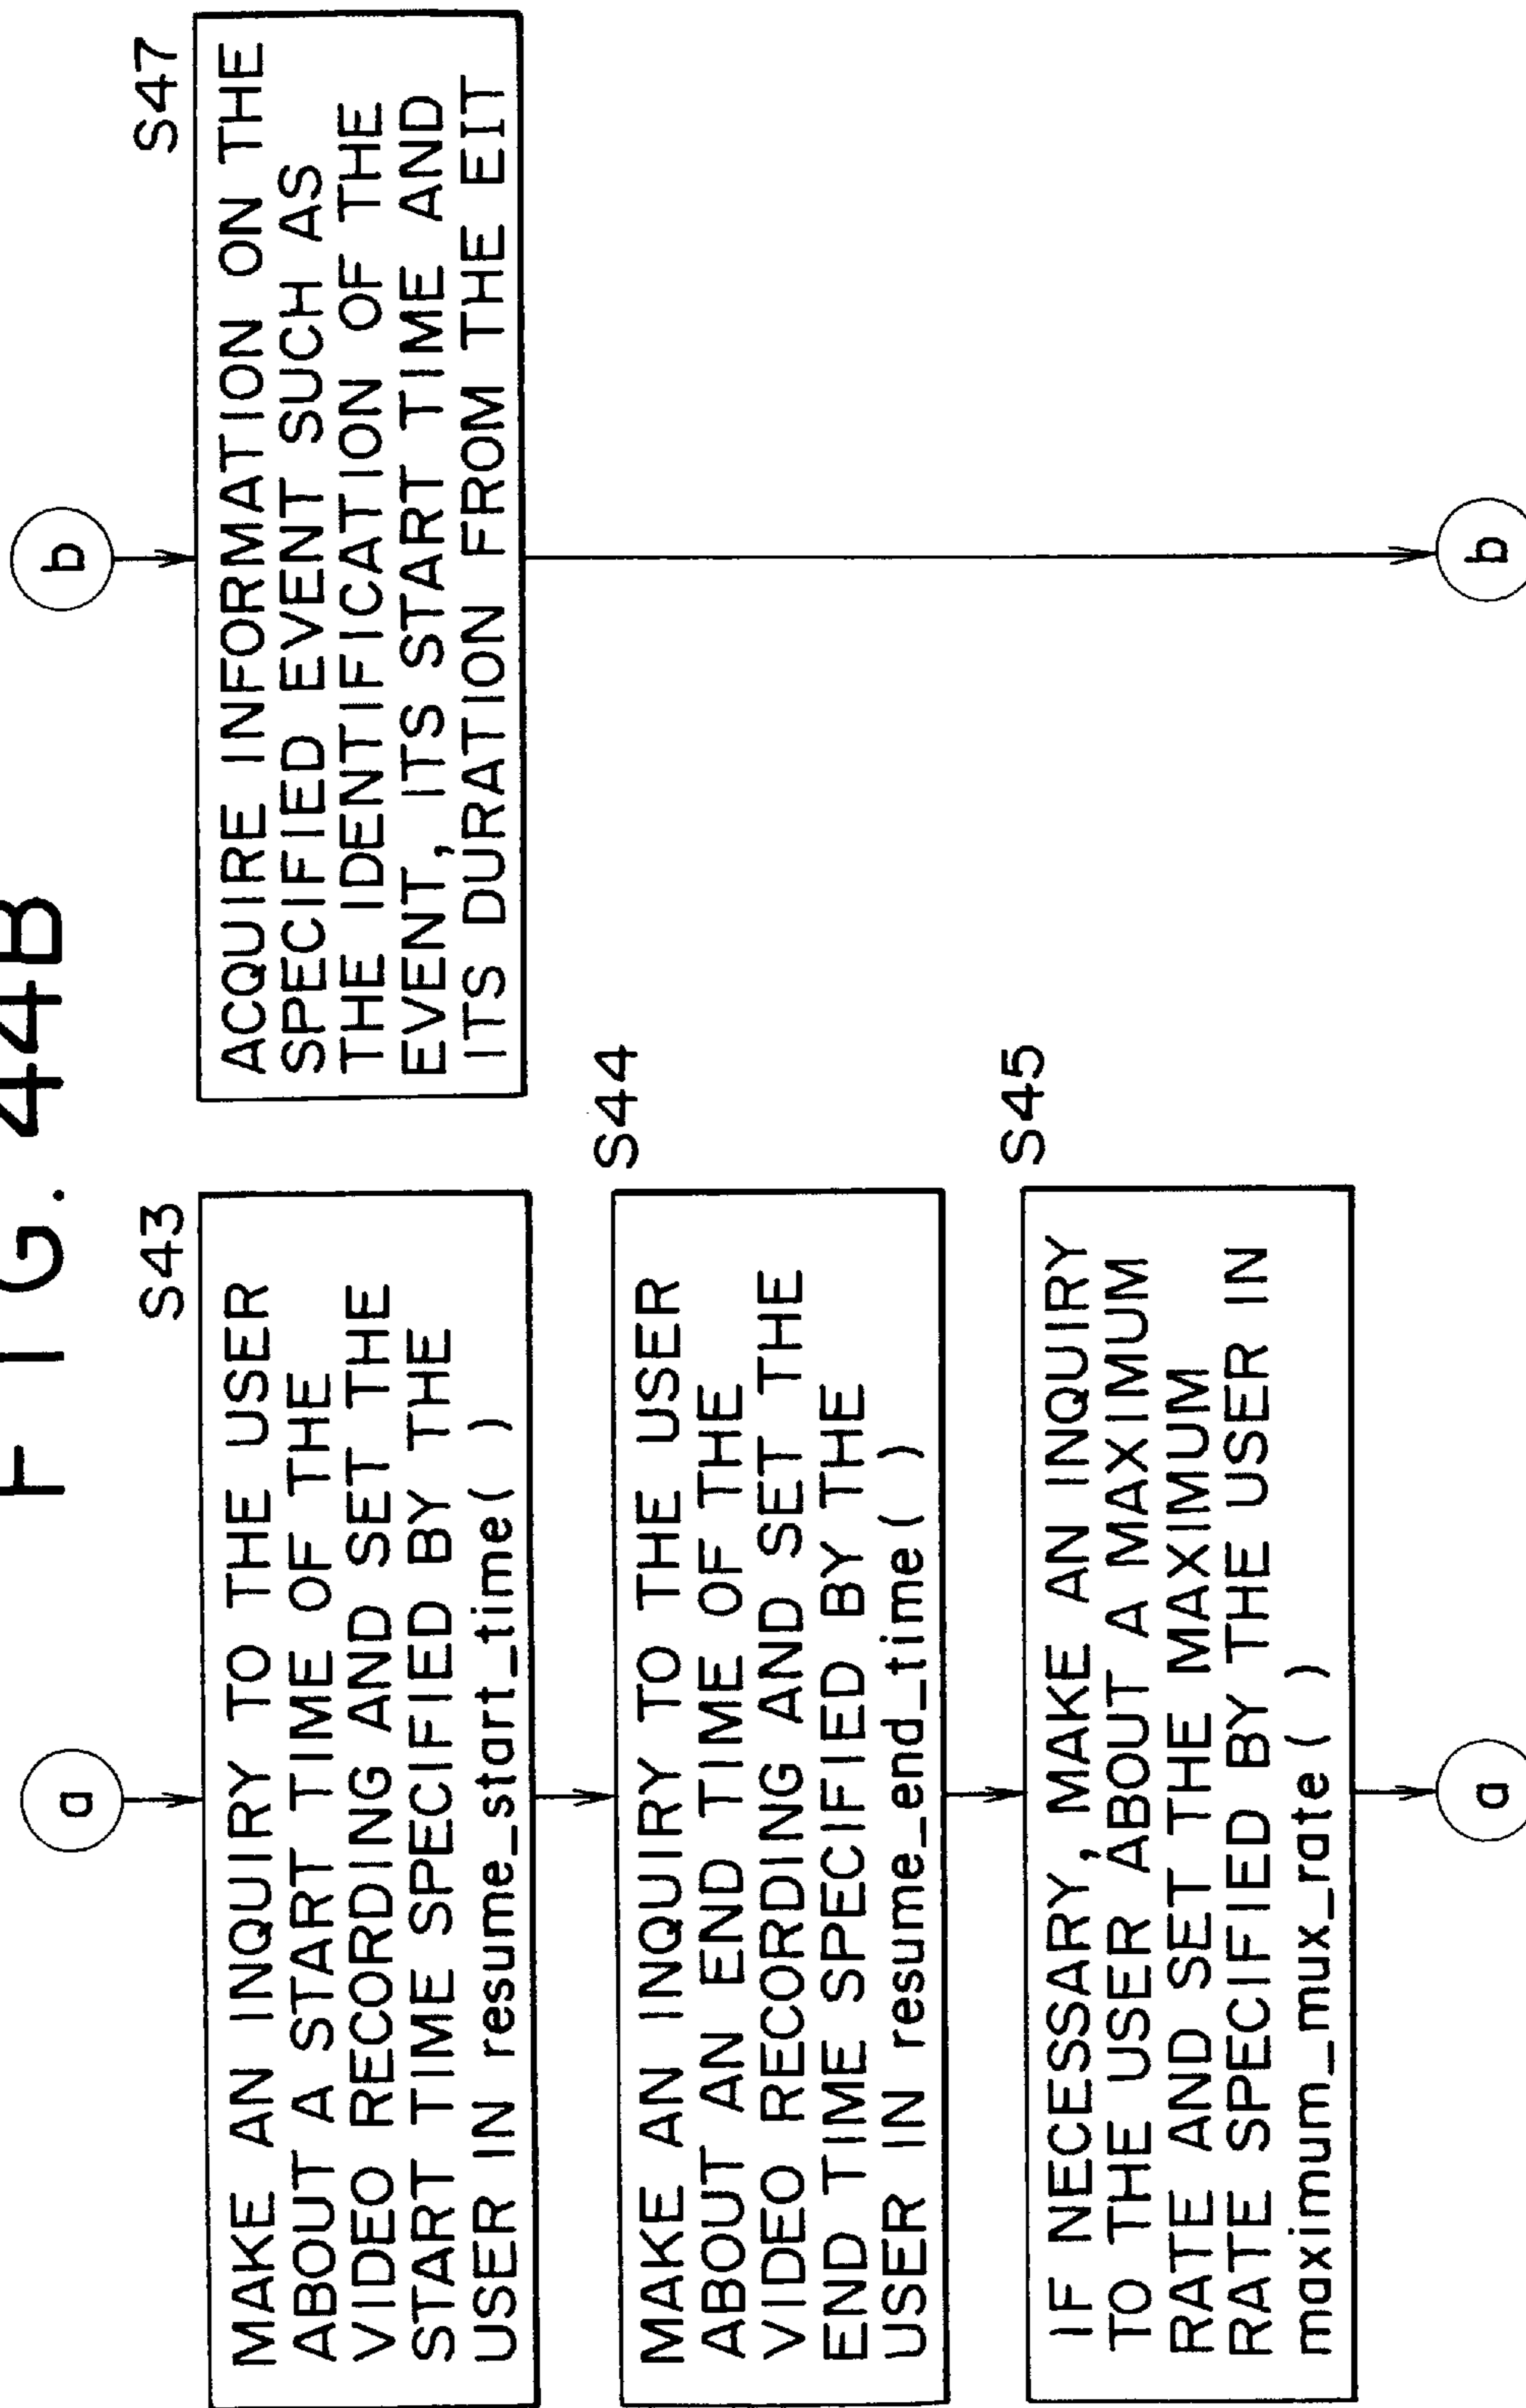 FIG. 44B
a
S43
MAKE AN INQUIRY TO THE USER
ABOUT A START TIME OF THE
VIDEO RECORDING AND SET THE
START TIME SPECIFIED BY THE
USER IN resume_start_time( )
S44
MAKE AN INQUIRY TO THE USER
ABOUT AN END TIME OF THE
VIDEO RECORDING AND SET THE
END TIME SPECIFIED BY THE
USER IN resume_end_time( )
S45
IF NECESSARY, MAKE AN INQUIRY
TO THE USER ABOUT A MAXIMUM
RATE AND SET THE MAXIMUM
RATE SPECIFIED BY THE USER IN
maximum_mux_rate( )
a
b
S47
ACQUIRE INFORMATION ON THE
SPECIFIED EVENT SUCH AS
THE IDENTIFICATION OF THE
EVENT, ITS START TIME AND
ITS DURATION FROM THE EIT
b